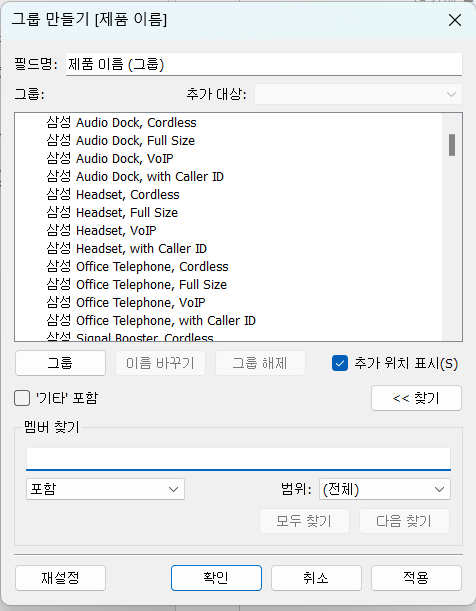 그룹 만들기 [제품 이름]
필드명: 제품 이름 (그룹)
그룹: 추가 대상:
삼성 Audio Dock, Cordless
삼성 Audio Dock, Full Size
삼성 Audio Dock, VoIP
삼성 Audio Dock, with Caller ID
삼성 Headset, Cordless
삼성 Headset, Full Size
삼성 Headset, VoIP
삼성 Headset, with Caller ID
삼성 Office Telephone, Cordless
삼성 Office Telephone, Full Size
삼성 Office Telephone, VoIP
삼성 Office Telephone, with Caller ID
삼성 Signal Booster, Cordless
그룹 이름 바꾸기 그룹 해제 추가 위치 표시(S)
'기타' 포함 << 찾기
멤버 찾기
포함 범위: (전체)
모두 찾기 다음 찾기
재설정 확인 취소 적용